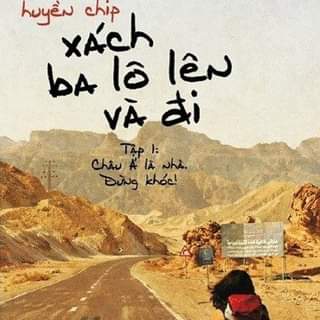 huyền chip
xách
ba lô lên
và đi
Tập 1:
Châu Á là nhà.
Đừng khóc!